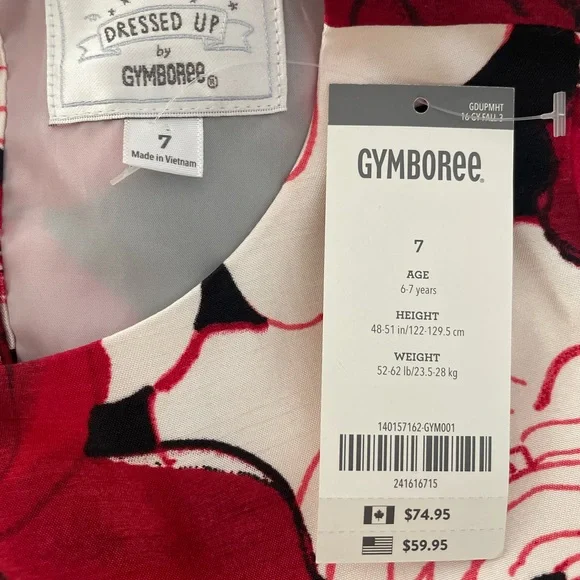 DRESSED UP
by
GYMBOREE®
7
Made in Vietnam
GDUPMHT
16 GY FALL 3
GYMBOREE®
7
AGE
6-7 years
HEIGHT
48-51 in/122-129.5 cm
WEIGHT
52-62 lb/23.5-28 kg
140157162-GYM001
241616715
$74.95
$59.95